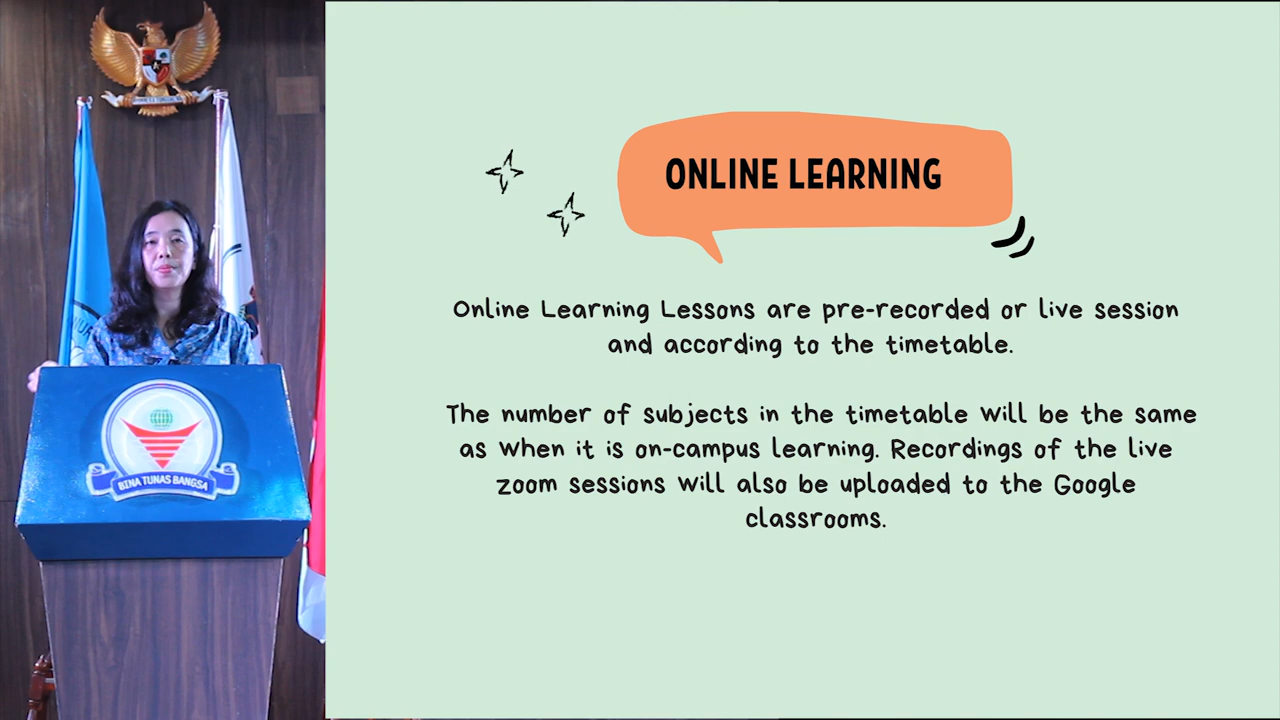 ONLINE LEARNING
Online Learning Lessons are pre-recorded or live session
and according to the timetable.
The number of subjects in the timetable will be the same
as when it is on-campus learning. Recordings of the live
zoom sessions will also be uploaded to the Google
classrooms.
BINA TUNAS BANGSA